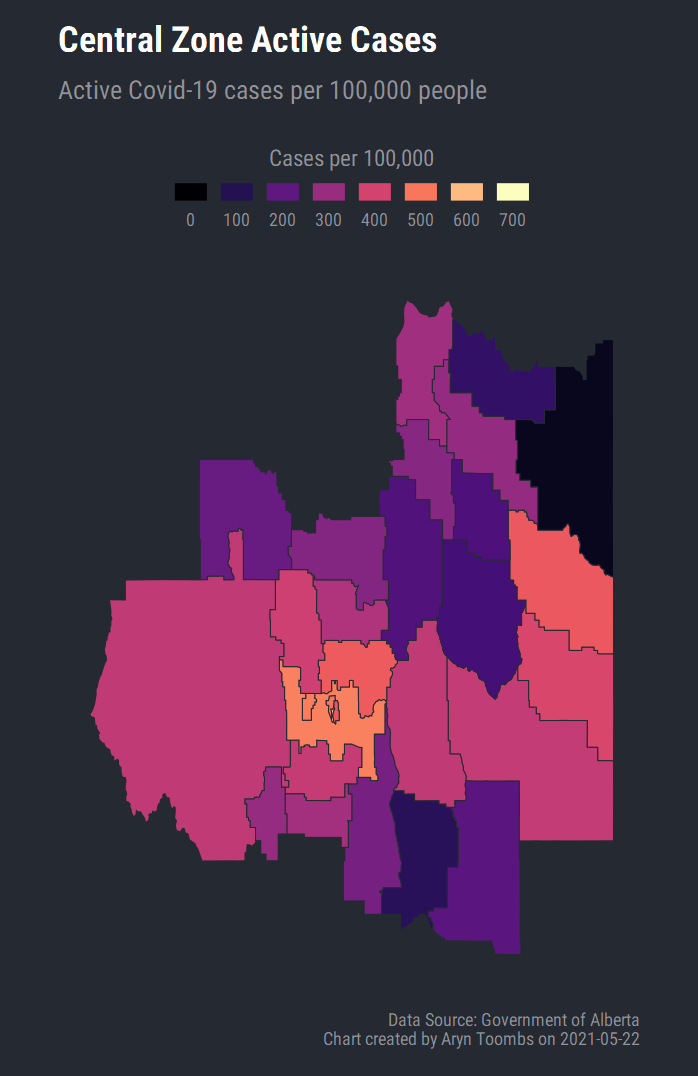 Central Zone Active Cases
Active Covid-19 cases per 100,000 people
Cases per 100,000
0 100 200 300 400 500 600 700
Data Source: Government of Alberta
Chart created by Aryn Toombs on 2021-05-22